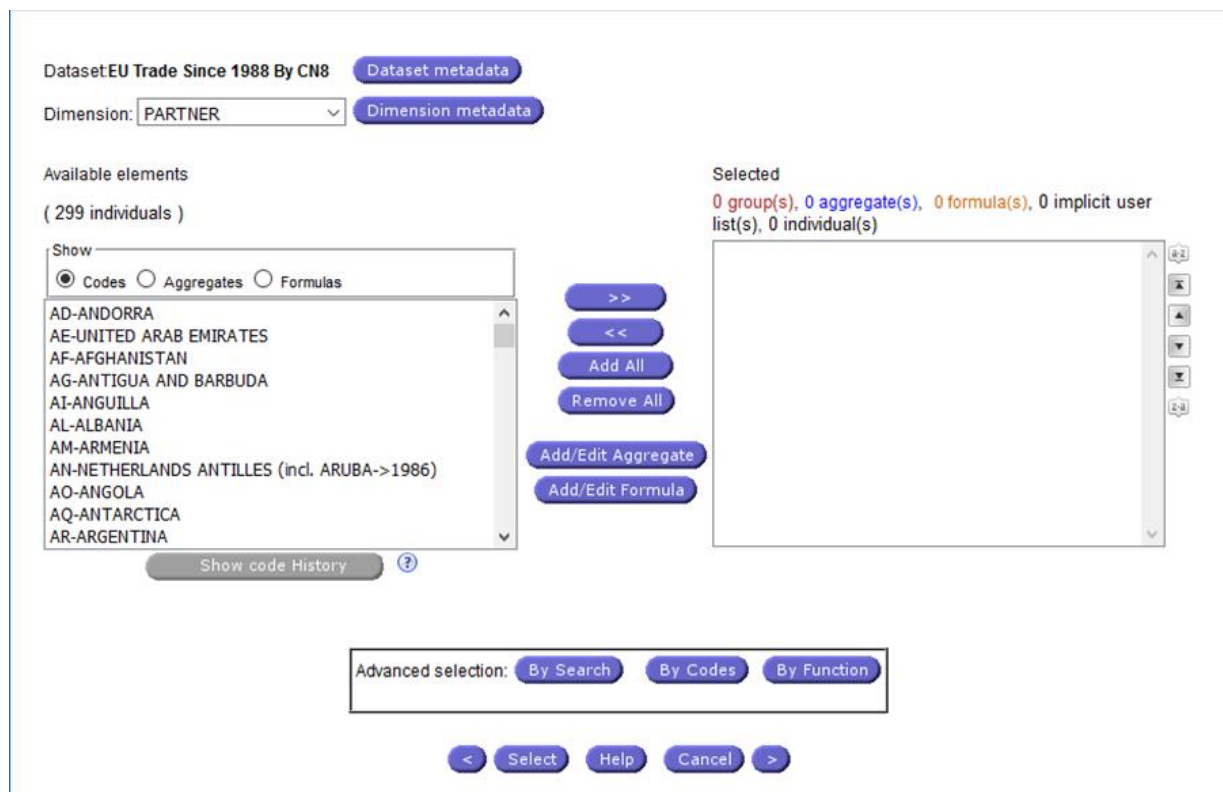 Dataset:EU Trade Since 1988 By CN8 Dataset metadata
Dimension: PARTNER Dimension metadata
Available elements
( 299 individuals )
Show
Codes Aggregates Formulas
AD-ANDORRA
AE-UNITED ARAB EMIRATES
AF-AFGHANISTAN
AG-ANTIGUA AND BARBUDA
AI-ANGUILLA
AL-ALBANIA
AM-ARMENIA
AN-NETHERLANDS ANTILLES (incl. ARUBA->1986)
AO-ANGOLA
AQ-ANTARCTICA
AR-ARGENTINA
Show code History ?
>>
<<
Add All
Remove All
Add/Edit Aggregate
Add/Edit Formula
Selected
0 group(s), 0 aggregate(s), 0 formula(s), 0 implicit user
list(s), 0 individual(s)
a-z
z-a
Advanced selection: By Search By Codes By Function
< Select Help Cancel >